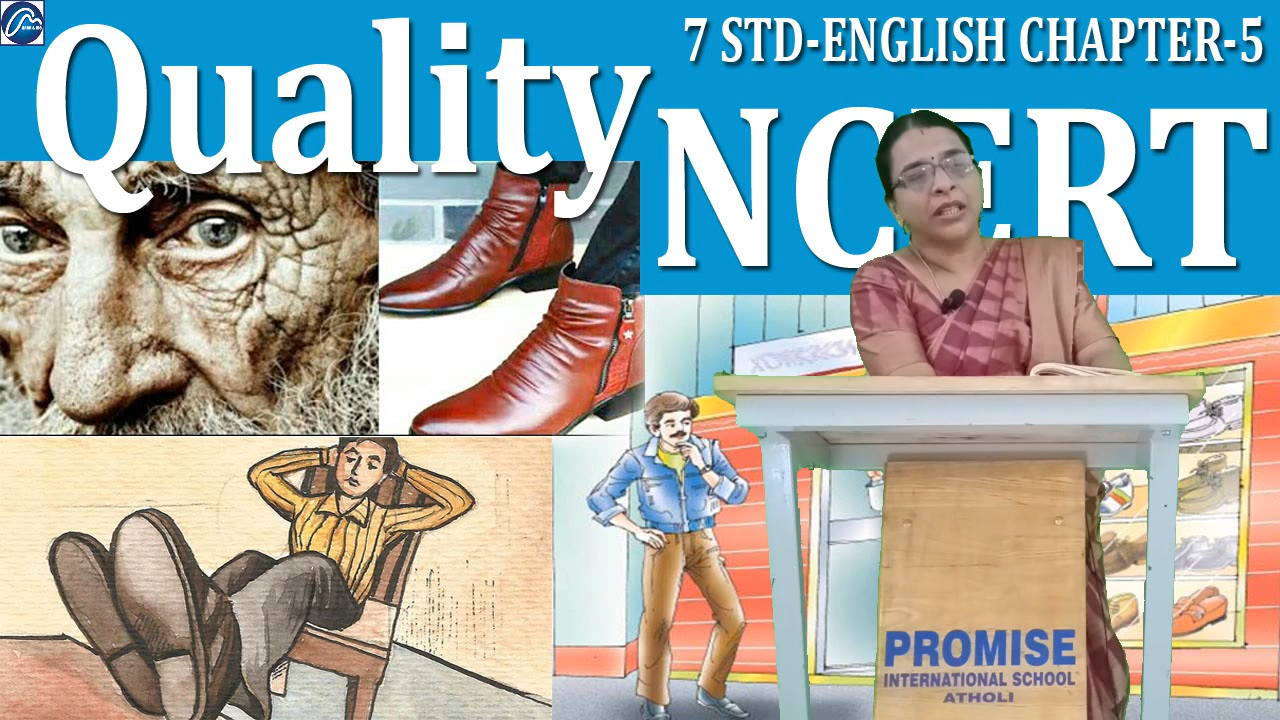 Quality
7 STD-ENGLISH CHAPTER-5
NCERT
PROMISE
INTERNATIONAL SCHOOL
ATHOLI